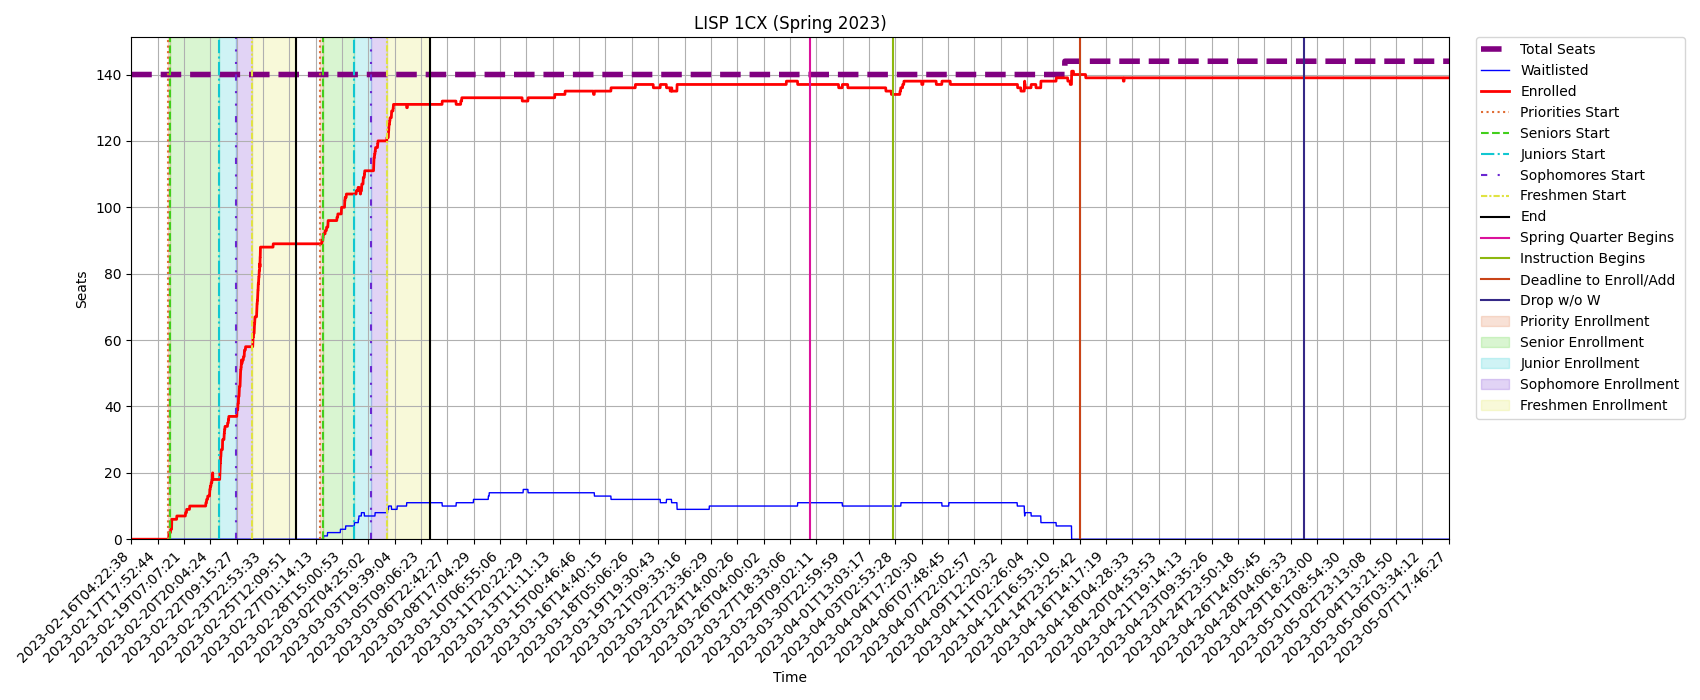 LISP 1CX (Spring 2023)
Seats
140
120
100
80
60
40
20
0
2023-02-16T04:22:38
2023-02-17T17:52:44
2023-02-19T07:07:21
2023-02-20T20:04:24
2023-02-22T09:15:27
2023-02-23T22:53:33
2023-02-25T12:09:51
2023-02-27T01:14:13
2023-02-28T15:00:53
2023-03-02T04:25:02
2023-03-03T19:39:04
2023-03-05T09:06:23
2023-03-06T22:42:27
2023-03-08T17:04:29
2023-03-10T06:55:06
2023-03-11T20:22:29
2023-03-13T11:11:13
2023-03-15T00:46:46
2023-03-16T14:40:15
2023-03-18T05:06:26
2023-03-19T19:30:43
2023-03-21T09:33:16
2023-03-22T23:36:29
2023-03-24T14:00:26
2023-03-26T04:00:02
2023-03-27T18:33:06
2023-03-29T09:02:11
2023-03-30T22:59:59
2023-04-01T13:03:17
2023-04-03T02:53:28
2023-04-04T17:20:30
2023-04-06T07:48:45
2023-04-07T22:02:57
2023-04-09T12:20:32
2023-04-11T02:26:04
2023-04-12T16:53:10
2023-04-14T23:25:42
2023-04-16T14:17:19
2023-04-18T04:28:33
2023-04-20T04:53:53
2023-04-21T19:14:13
2023-04-23T09:35:26
2023-04-24T23:50:18
2023-04-26T14:05:45
2023-04-28T04:06:33
2023-04-29T18:23:00
2023-05-01T08:54:30
2023-05-02T23:13:08
2023-05-04T13:21:50
2023-05-06T03:34:12
2023-05-07T17:46:27
Time
Total Seats
Waitlisted
Enrolled
Priorities Start
Seniors Start
Juniors Start
Sophomores Start
Freshmen Start
End
Spring Quarter Begins
Instruction Begins
Deadline to Enroll/Add
Drop w/o W
Priority Enrollment
Senior Enrollment
Junior Enrollment
Sophomore Enrollment
Freshmen Enrollment